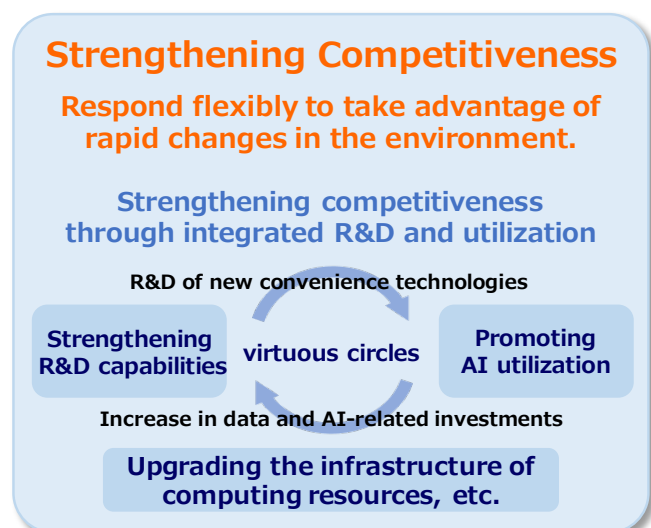 Strengthening Competitiveness
Respond flexibly to take advantage of
rapid changes in the environment.
Strengthening competitiveness
through integrated R&D and utilization
R&D of new convenience technologies
Strengthening
R&D capabilities
virtuous circles
Promoting
AI utilization
Increase in data and AI-related investments
Upgrading the infrastructure of
computing resources, etc.